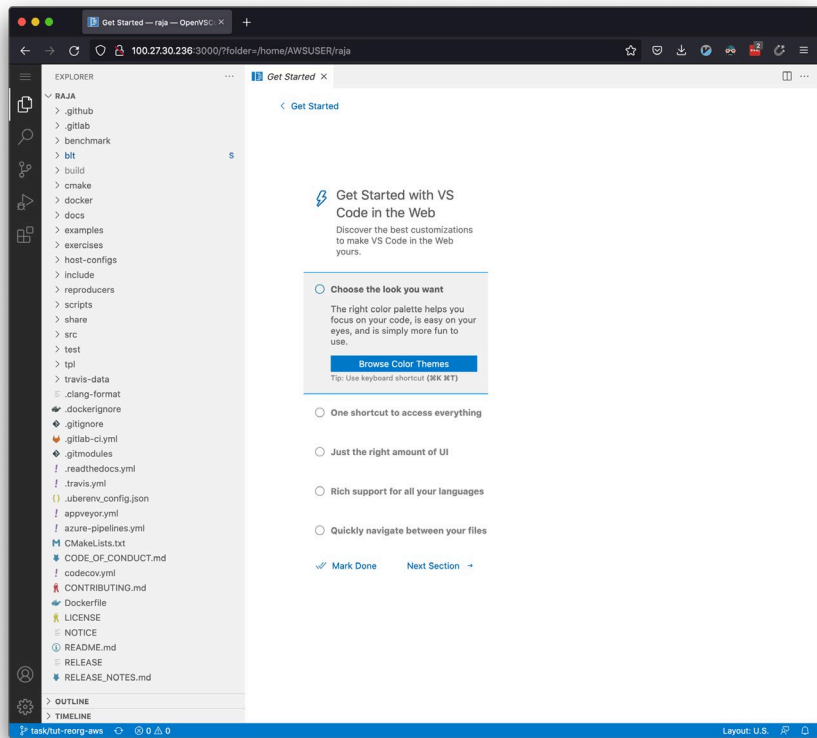 Get Started — raja — OpenVSC
100.27.30.236:3000/?folder=/home/AWSUSER/raja
2
EXPLORER
Get Started
RAJA
.github
.gitlab
benchmark
blt S
build
cmake
docker
docs
examples
exercises
host-configs
include
reproducers
scripts
share
src
test
tpl
travis-data
.clang-format
.dockerignore
.gitignore
.gitlab-ci.yml
.gitmodules
.readthedocs.yml
.travis.yml
.uberenv_config.json
appveyor.yml
azure-pipelines.yml
CMakeLists.txt
CODE_OF_CONDUCT.md
codecov.yml
CONTRIBUTING.md
Dockerfile
LICENSE
NOTICE
README.md
RELEASE
RELEASE_NOTES.md
OUTLINE
TIMELINE
Get Started
Get Started with VS
Code in the Web
Discover the best customizations
to make VS Code in the Web
yours.
Choose the look you want
The right color palette helps you
focus on your code, is easy on your
eyes, and is simply more fun to
use.
Browse Color Themes
Tip: Use keyboard shortcut (⌘K ⌘T)
One shortcut to access everything
Just the right amount of UI
Rich support for all your languages
Quickly navigate between your files
Mark Done Next Section →
task/tut-reorg-aws 0 0 Layout: U.S.